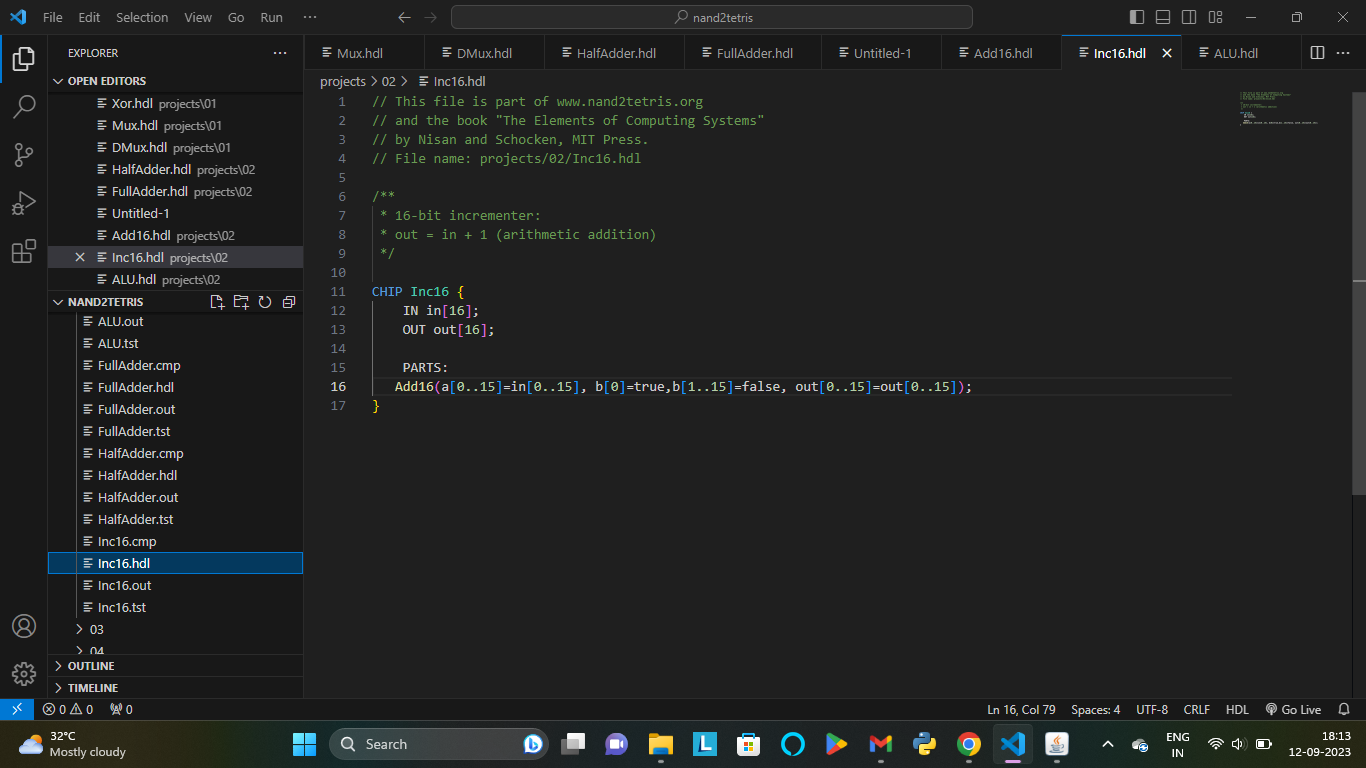 File Edit Selection View Go Run ··· nand2tetris
EXPLORER ···
OPEN EDITORS
Xor.hdl projects\01
Mux.hdl projects\01
DMux.hdl projects\01
HalfAdder.hdl projects\02
FullAdder.hdl projects\02
Untitled-1
Add16.hdl projects\02
Inc16.hdl projects\02
ALU.hdl projects\02
NAND2TETRIS
ALU.out
ALU.tst
FullAdder.cmp
FullAdder.hdl
FullAdder.out
FullAdder.tst
HalfAdder.cmp
HalfAdder.hdl
HalfAdder.out
HalfAdder.tst
Inc16.cmp
Inc16.hdl
Inc16.out
Inc16.tst
03
04
OUTLINE
TIMELINE
Mux.hdl DMux.hdl HalfAdder.hdl FullAdder.hdl Untitled-1 Add16.hdl Inc16.hdl ALU.hdl ···
projects > 02 > Inc16.hdl
1 // This file is part of www.nand2tetris.org
2 // and the book "The Elements of Computing Systems"
3 // by Nisan and Schocken, MIT Press.
4 // File name: projects/02/Inc16.hdl
5
6 /**
7 * 16-bit incrementer:
8 * out = in + 1 (arithmetic addition)
9 */
10
11 CHIP Inc16 {
12 IN in[16];
13 OUT out[16];
14
15 PARTS:
16 Add16(a[0..15]=in[0..15], b[0]=true,b[1..15]=false, out[0..15]=out[0..15]);
17 }
0 0 0 Ln 16, Col 79 Spaces: 4 UTF-8 CRLF HDL Go Live
32°C
Mostly cloudy
Search
L
ENG
IN
18:13
12-09-2023